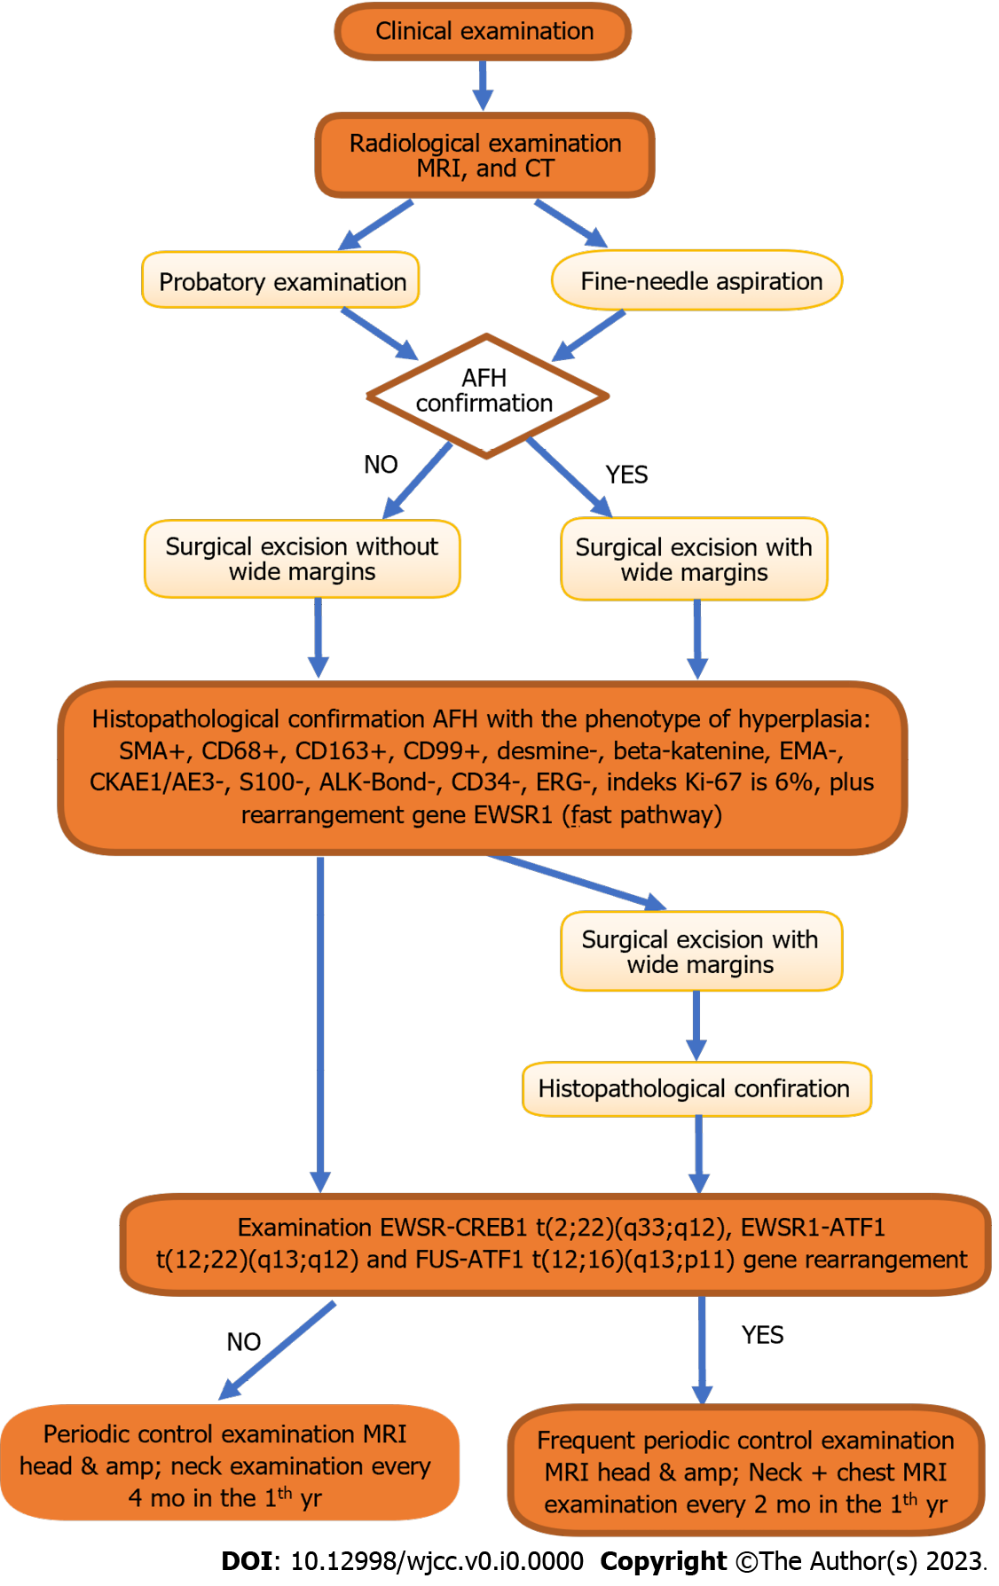 Clinical examination
Radiological examination
MRI, and CT
Probatory examination
Fine-needle aspiration
AFH
confirmation
NO
YES
Surgical excision without
wide margins
Surgical excision with
wide margins
Histopathological confirmation AFH with the phenotype of hyperplasia:
SMA+, CD68+, CD163+, CD99+, desmine-, beta-katenine, EMA-,
CKAE1/AE3-, S100-, ALK-Bond-, CD34-, ERG-, indeks Ki-67 is 6%, plus
rearrangement gene EWSR1 (fast pathway)
Surgical excision with
wide margins
Histopathological confiration
Examination EWSR-CREB1 t(2;22)(q33;q12), EWSR1-ATF1
t(12;22)(q13;q12) and FUS-ATF1 t(12;16)(q13;p11) gene rearrangement
NO
YES
Periodic control examination MRI
head & amp; neck examination every
4 mo in the 1th yr
Frequent periodic control examination
MRI head & amp; Neck + chest MRI
examination every 2 mo in the 1th yr
DOI: 10.12998/wjcc.v0.i0.0000 Copyright ©The Author(s) 2023.